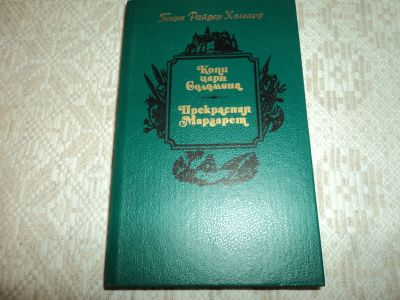 Генри Райдер Хаггард
Копи
царя
Соломона
Прекрасная
Маргарет